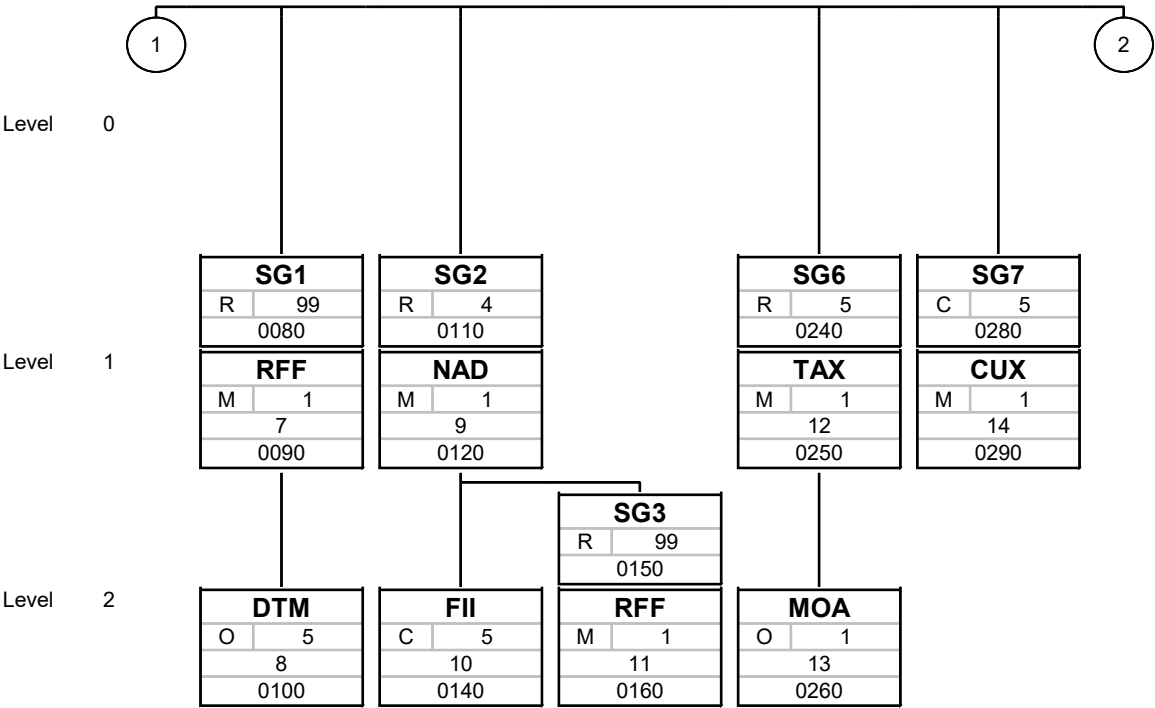 1 2
Level 0
SG1 SG2 SG6 SG7
R 99 R 4 R 5 C 5
0080 0110 0240 0280
Level 1
RFF NAD TAX CUX
M 1 M 1 M 1 M 1
7 9 12 14
0090 0120 0250 0290
SG3
R 99
0150
Level 2
DTM FII RFF MOA
O 5 C 5 M 1 O 1
8 10 11 13
0100 0140 0160 0260